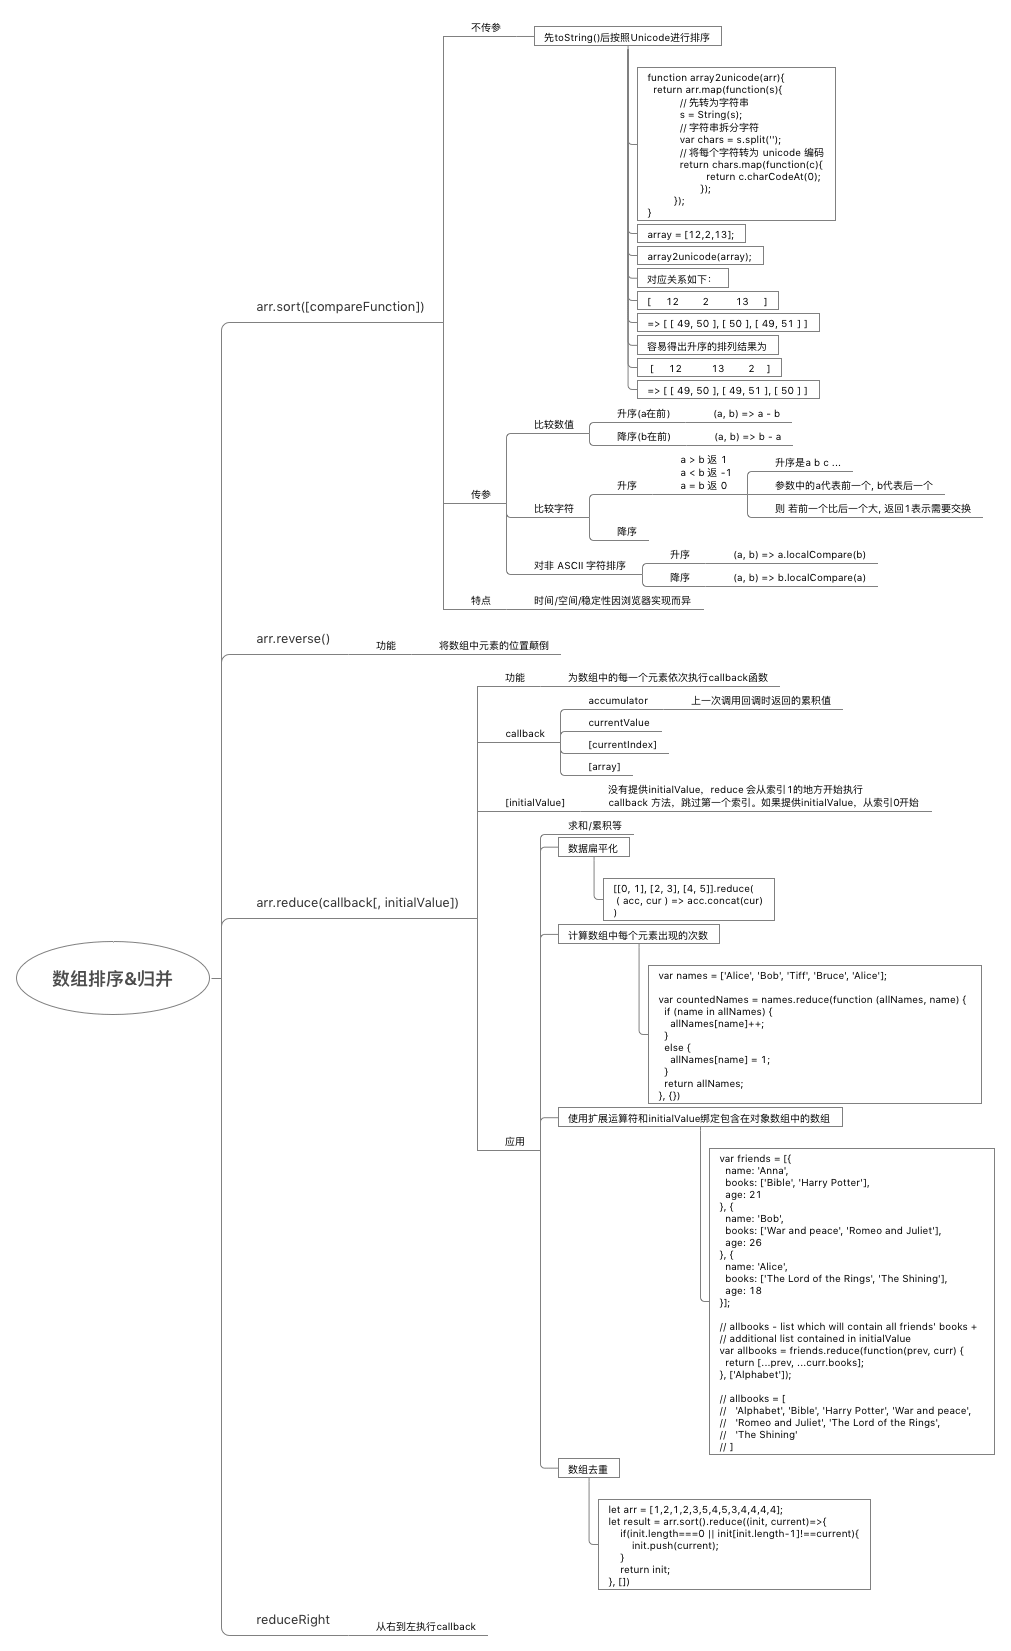 数组排序&归并
arr.sort([compareFunction])
不传参
先toString()后按照Unicode进行排序
function array2unicode(arr){
return arr.map(function(s){
// 先转为字符串
s = String(s);
// 字符串拆分字符
var chars = s.split('');
// 将每个字符转为 unicode 编码
return chars.map(function(c){
return c.charCodeAt(0);
});
});
}
array = [12,2,13];
array2unicode(array);
对应关系如下：
[ 12 2 13 ]
=> [ [ 49, 50 ], [ 50 ], [ 49, 51 ] ]
容易得出升序的排列结果为
[ 12 13 2 ]
=> [ [ 49, 50 ], [ 49, 51 ], [ 50 ] ]
传参
比较数值
升序(a在前)
(a, b) => a - b
降序(b在前)
(a, b) => b - a
比较字符
升序
a > b 返 1
a < b 返 -1
a = b 返 0
升序是a b c ...
参数中的a代表前一个, b代表后一个
则 若前一个比后一个大, 返回1表示需要交换
降序
对非 ASCII 字符排序
升序
(a, b) => a.localCompare(b)
降序
(a, b) => b.localCompare(a)
特点
时间/空间/稳定性因浏览器实现而异
arr.reverse()
功能
将数组中元素的位置颠倒
arr.reduce(callback[, initialValue])
功能
为数组中的每一个元素依次执行callback函数
callback
accumulator
上一次调用回调时返回的累积值
currentValue
[currentIndex]
[array]
[initialValue]
没有提供initialValue，reduce 会从索引1的地方开始执行
callback 方法，跳过第一个索引。如果提供initialValue，从索引0开始
应用
求和/累积等
数据扁平化
[[0, 1], [2, 3], [4, 5]].reduce(
( acc, cur ) => acc.concat(cur)
)
计算数组中每个元素出现的次数
var names = ['Alice', 'Bob', 'Tiff', 'Bruce', 'Alice'];
var countedNames = names.reduce(function (allNames, name) {
if (name in allNames) {
allNames[name]++;
}
else {
allNames[name] = 1;
}
return allNames;
}, {})
使用扩展运算符和initialValue绑定包含在对象数组中的数组
var friends = [{
name: 'Anna',
books: ['Bible', 'Harry Potter'],
age: 21
}, {
name: 'Bob',
books: ['War and peace', 'Romeo and Juliet'],
age: 26
}, {
name: 'Alice',
books: ['The Lord of the Rings', 'The Shining'],
age: 18
}];
// allbooks - list which will contain all friends' books +
// additional list contained in initialValue
var allbooks = friends.reduce(function(prev, curr) {
return [...prev, ...curr.books];
}, ['Alphabet']);
// allbooks = [
// 'Alphabet', 'Bible', 'Harry Potter', 'War and peace',
// 'Romeo and Juliet', 'The Lord of the Rings',
// 'The Shining'
// ]
数组去重
let arr = [1,2,1,2,3,5,4,5,3,4,4,4,4];
let result = arr.sort().reduce((init, current)=>{
if(init.length===0 || init[init.length-1]!==current){
init.push(current);
}
return init;
}, [])
reduceRight
从右到左执行callback